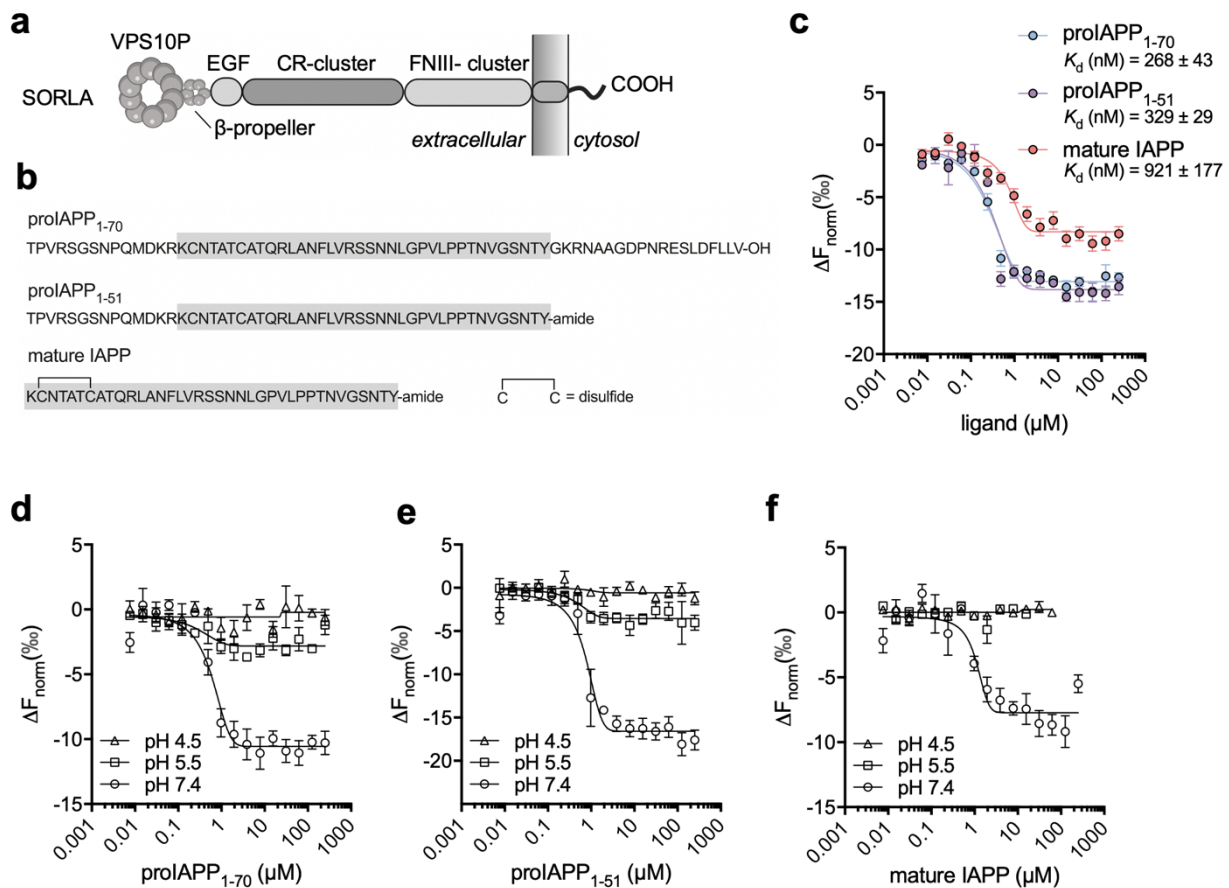 a
VPS10P
EGF
CR-cluster
FNIII- cluster
SORLA
COOH
β-propeller
extracellular
cytosol
b
proIAPP1-70
TPVRSGSNPQMDKRKCNTATCATQRLANFLVRSSNNLGPVLPPTNVGSNTYGKRNAAGDPNRESLDFLLV-OH
proIAPP1-51
TPVRSGSNPQMDKRKCNTATCATQRLANFLVRSSNNLGPVLPPTNVGSNTY-amide
mature IAPP
KCNTATCATQRLANFLVRSSNNLGPVLPPTNVGSNTY-amide
C C = disulfide
c
proIAPP1-70
Kd (nM) = 268 ± 43
proIAPP1-51
Kd (nM) = 329 ± 29
mature IAPP
Kd (nM) = 921 ± 177
5
0
-5
-10
-15
-20
ΔFnorm(‰)
0.001
0.01
0.1
1
10
100
1000
ligand (µM)
d
5
0
-5
-10
-15
ΔFnorm(‰)
pH 4.5
pH 5.5
pH 7.4
0.001
0.01
0.1
1
10
100
1000
proIAPP1-70 (µM)
e
5
0
-5
-10
-15
-20
ΔFnorm(‰)
pH 4.5
pH 5.5
pH 7.4
0.001
0.01
0.1
1
10
100
1000
proIAPP1-51 (µM)
f
5
0
-5
-10
-15
ΔFnorm(‰)
pH 4.5
pH 5.5
pH 7.4
0.001
0.01
0.1
1
10
100
1000
mature IAPP (µM)